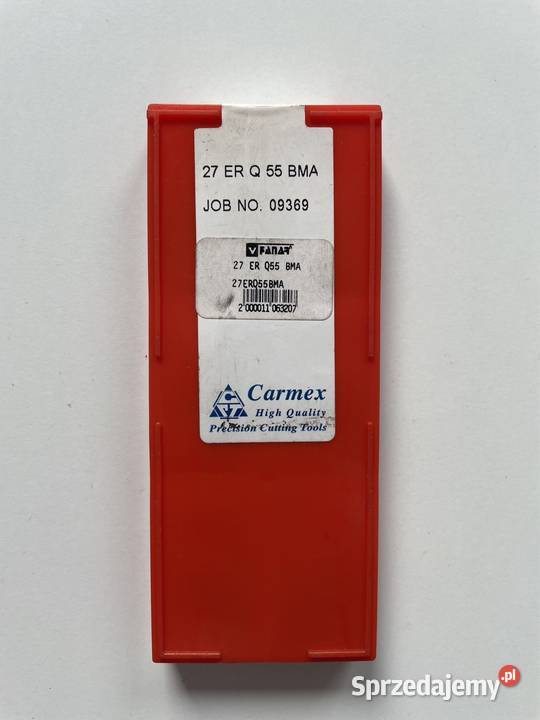 27 ER Q 55 BMA
JOB NO. 09369
FANAR
27 ER Q55 BMA
27ERQ55BMA
2 000011 063207
Carmex
High Quality
Precision Cutting Tools
Sprzedajemy.pl